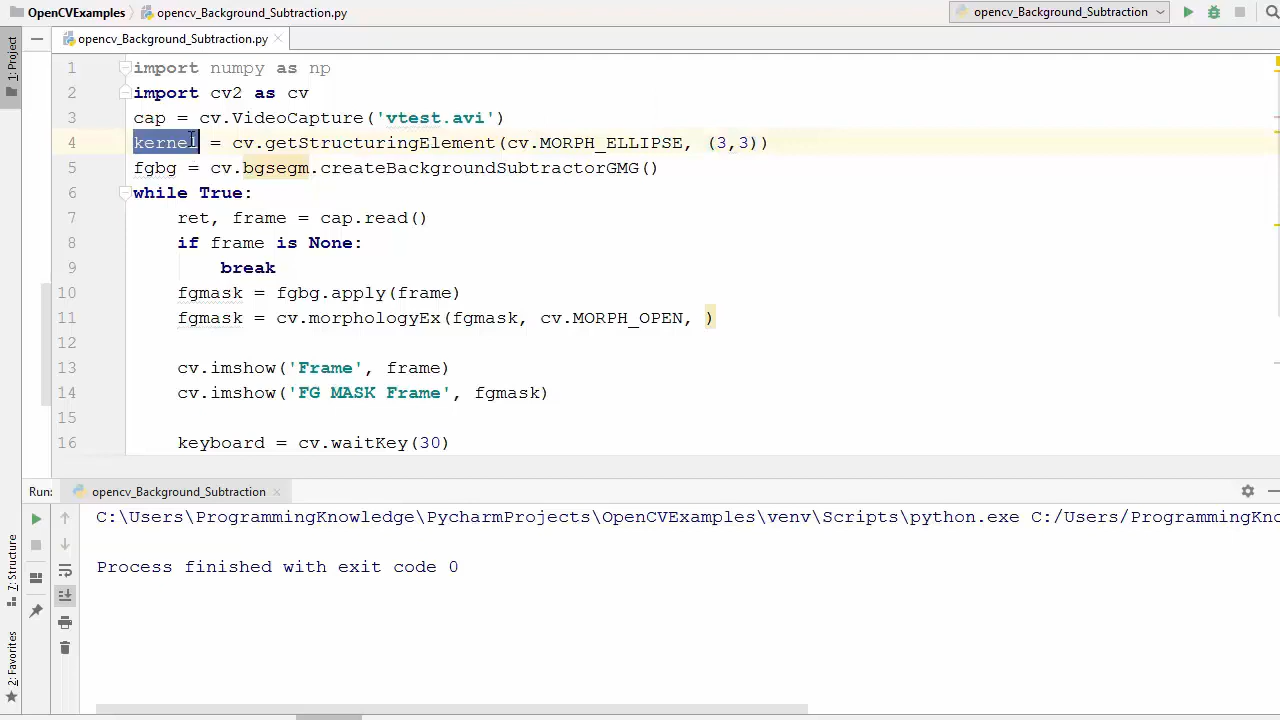 OpenCVExamples opencv_Background_Subtraction.py opencv_Background_Subtraction
1: Project
opencv_Background_Subtraction.py
1 import numpy as np
2 import cv2 as cv
3 cap = cv.VideoCapture('vtest.avi')
4 kernel = cv.getStructuringElement(cv.MORPH_ELLIPSE, (3,3))
5 fgbg = cv.bgsegm.createBackgroundSubtractorGMG()
6 while True:
7 ret, frame = cap.read()
8 if frame is None:
9 break
10 fgmask = fgbg.apply(frame)
11 fgmask = cv.morphologyEx(fgmask, cv.MORPH_OPEN, )
12
13 cv.imshow('Frame', frame)
14 cv.imshow('FG MASK Frame', fgmask)
15
16 keyboard = cv.waitKey(30)
Run: opencv_Background_Subtraction
C:\Users\ProgrammingKnowledge\PycharmProjects\OpenCVExamples\venv\Scripts\python.exe C:/Users/ProgrammingKno
Process finished with exit code 0
7: Structure
2: Favorites